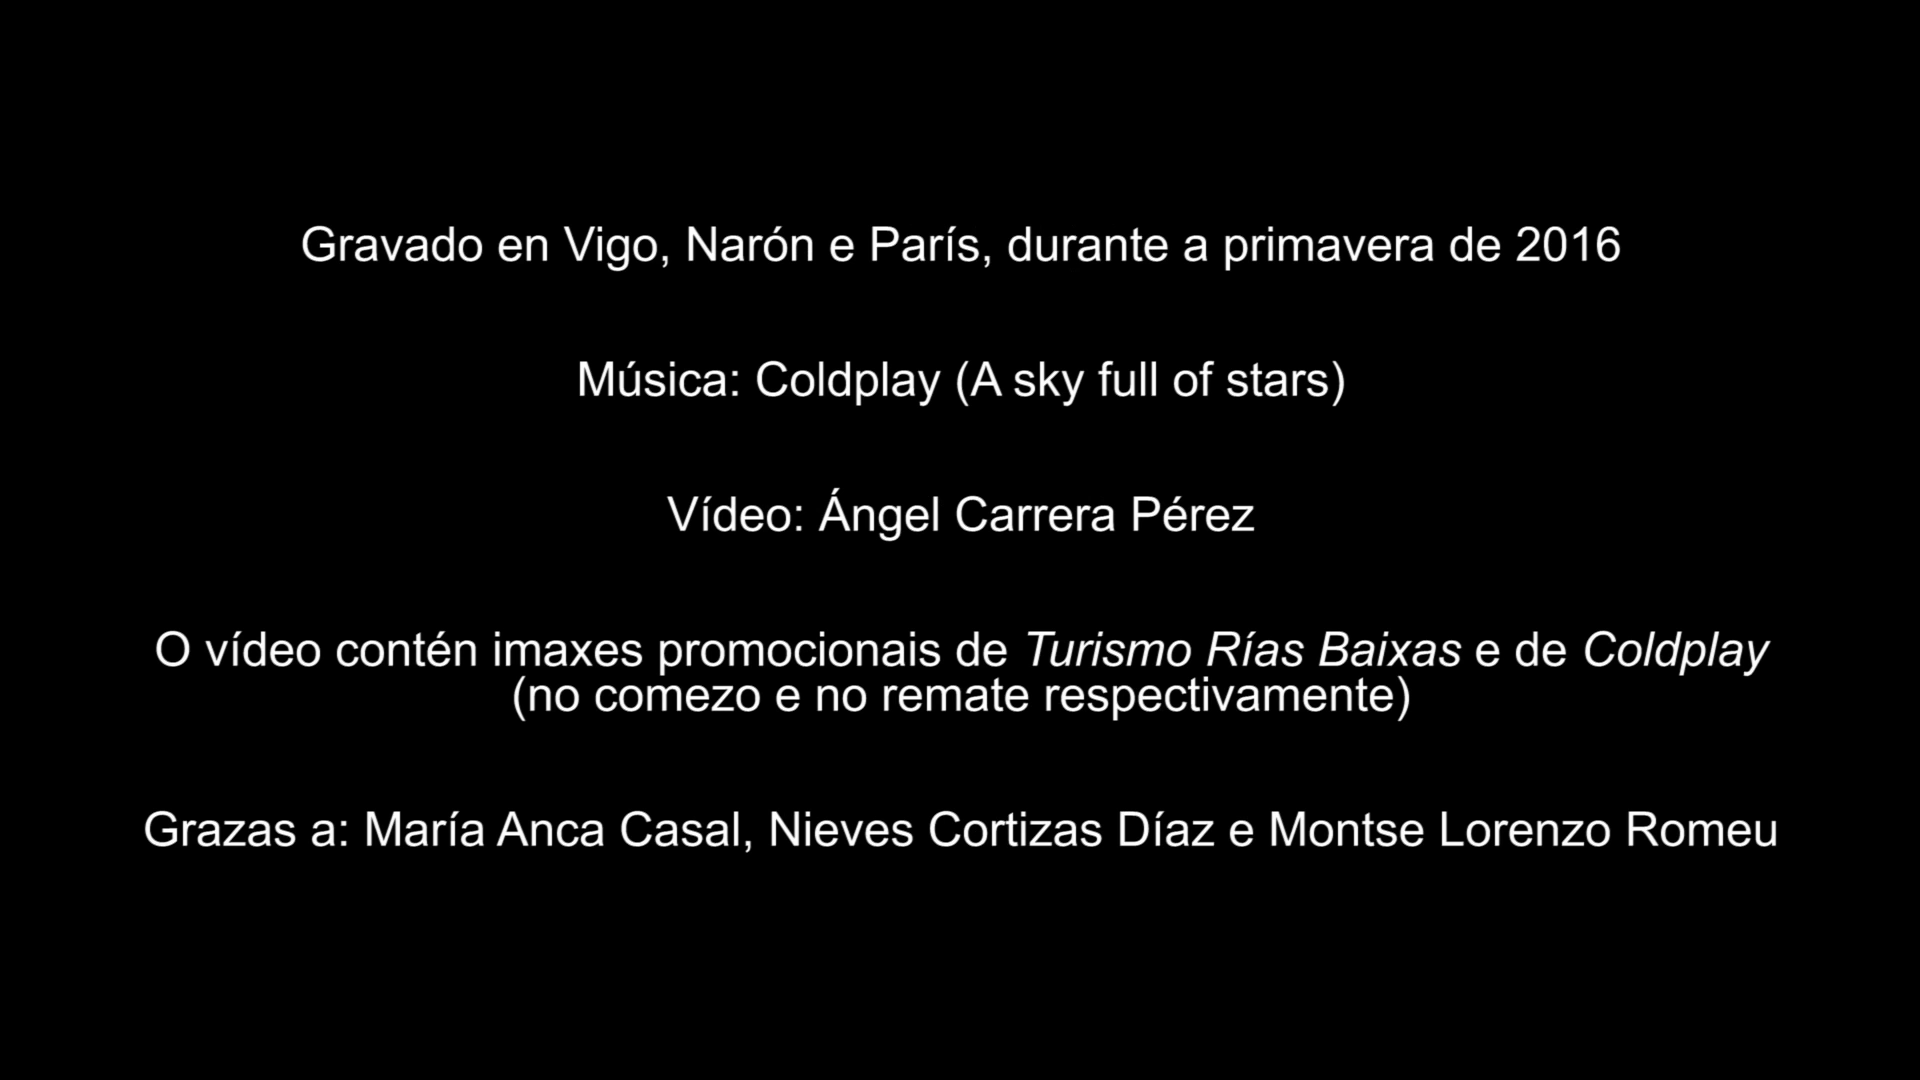 Gravado en Vigo, Narón e París, durante a primavera de 2016
Música: Coldplay (A sky full of stars)
Vídeo: Ángel Carrera Pérez
O vídeo contén imaxes promocionais de Turismo Rías Baixas e de Coldplay
(no comezo e no remate respectivamente)
Grazas a: María Anca Casal, Nieves Cortizas Díaz e Montse Lorenzo Romeu